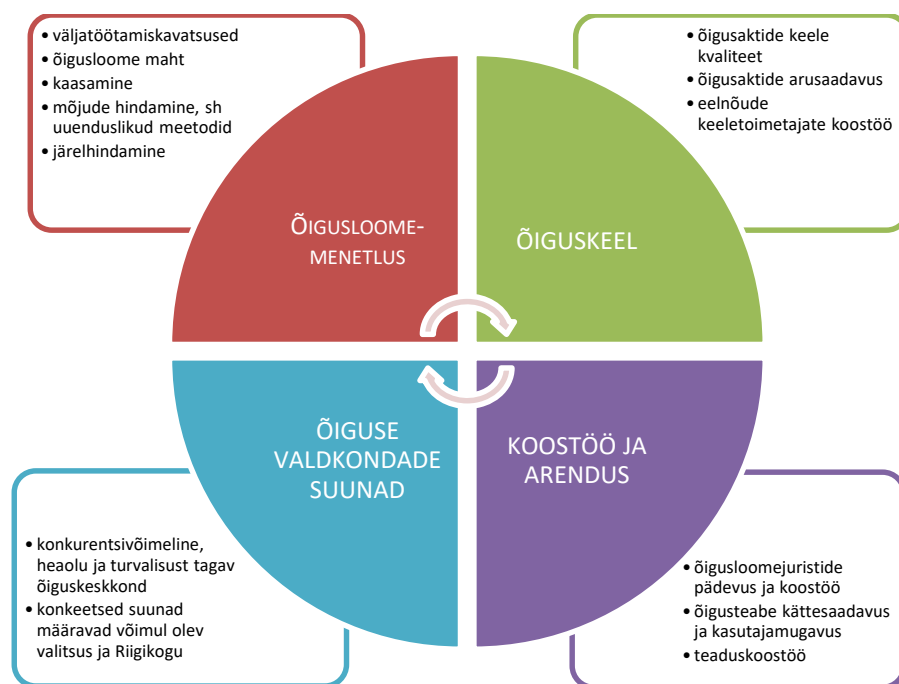 • väljatöötamiskavatsused
• õigusloome maht
• kaasamine
• mõjude hindamine, sh
uuenduslikud meetodid
• järelhindamine
• õigusaktide keele
kvaliteet
• õigusaktide arusaadavus
• eelnõude
keeletoimetajate koostöö
ÕIGUSLOOME-
MENETLUS
ÕIGUSKEEL
ÕIGUSE
VALDKONDADE
SUUNAD
KOOSTÖÖ JA
ARENDUS
• konkurentsivõimeline,
heaolu ja turvalisust tagav
õiguskeskkond
• konkeetsed suunad
määravad võimul olev
valitsus ja Riigikogu
• õigusloomejuristide
pädevus ja koostöö
• õigusteabe kättesaadavus
ja kasutajamugavus
• teaduskoostöö